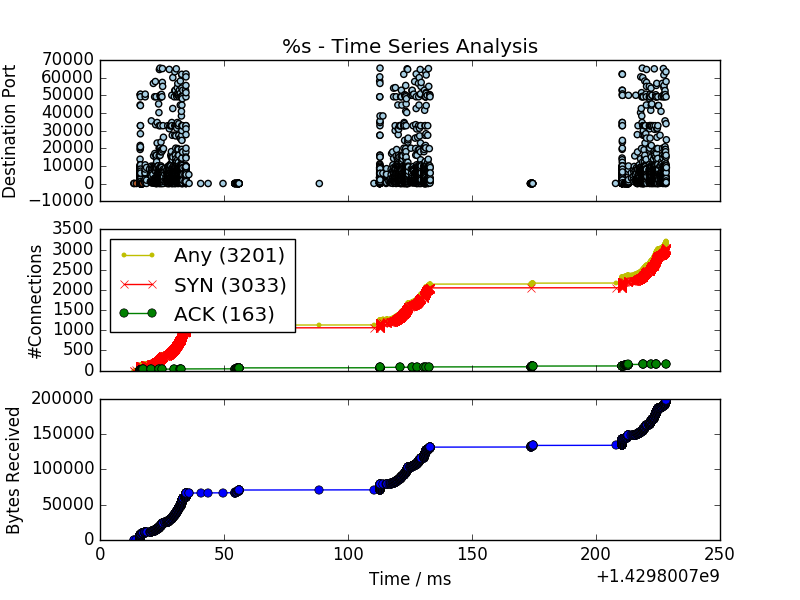 %s - Time Series Analysis
70000
60000
50000
40000
30000
20000
10000
0
−10000
Destination Port
3500
3000
2500
2000
1500
1000
500
0
#Connections
Any (3201)
SYN (3033)
ACK (163)
200000
150000
100000
50000
0
Bytes Received
0 50 100 150 200 250
Time / ms
+1.4298007e9